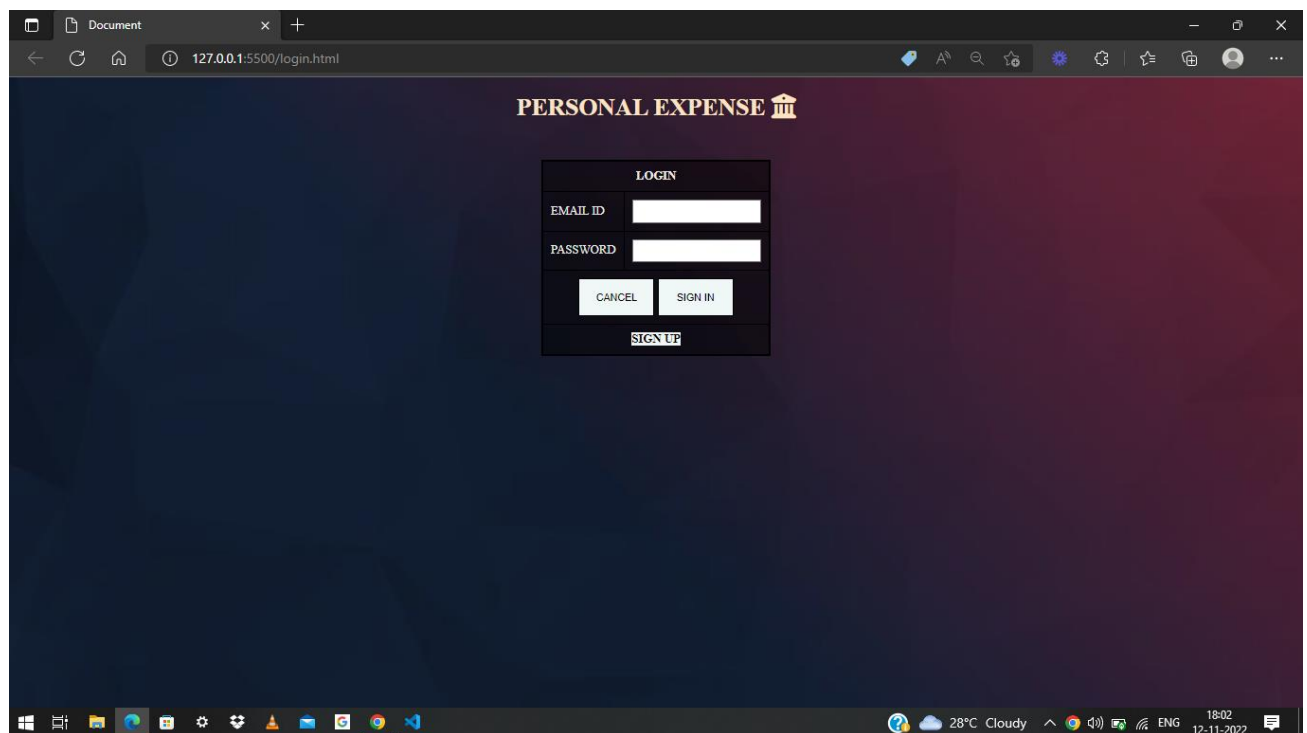 Document
127.0.0.1:5500/login.html
PERSONAL EXPENSE
LOGIN
EMAIL ID
PASSWORD
CANCEL SIGN IN
SIGN UP
28°C Cloudy ENG 18:02
12-11-2022